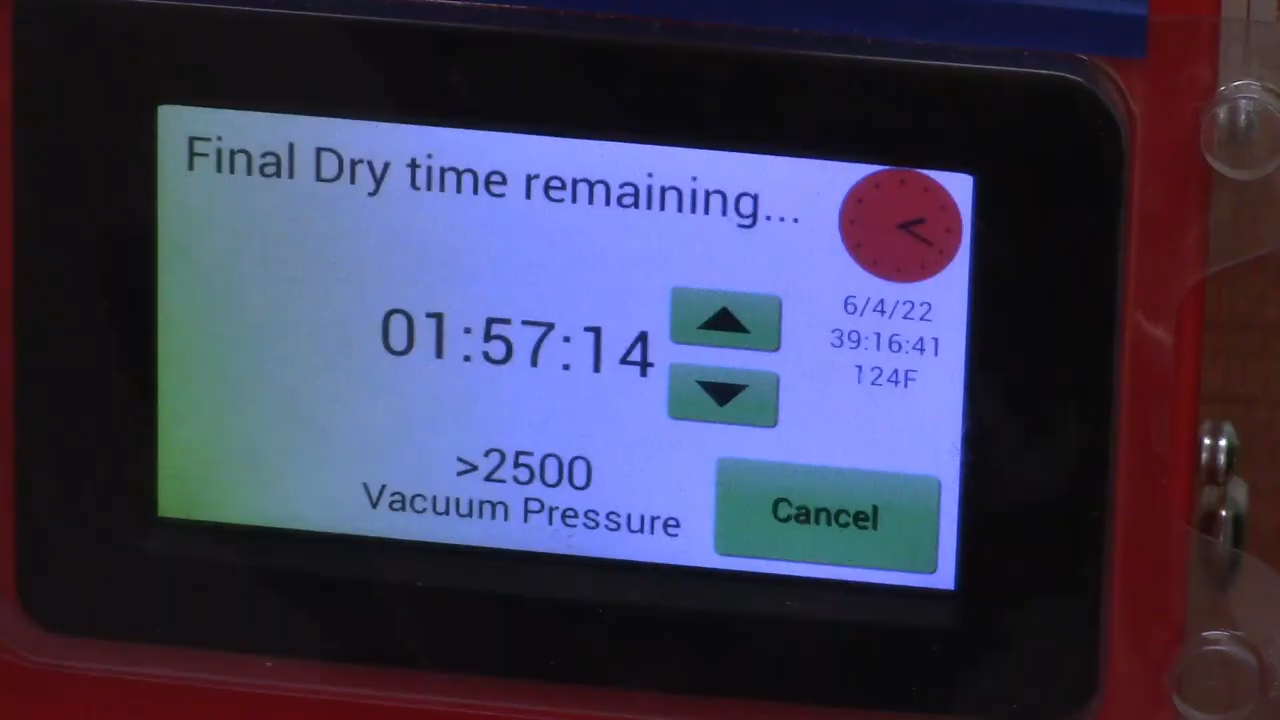 Final Dry time remaining...
01:57:14
6/4/22
39:16:41
124F
>2500
Vacuum Pressure
Cancel